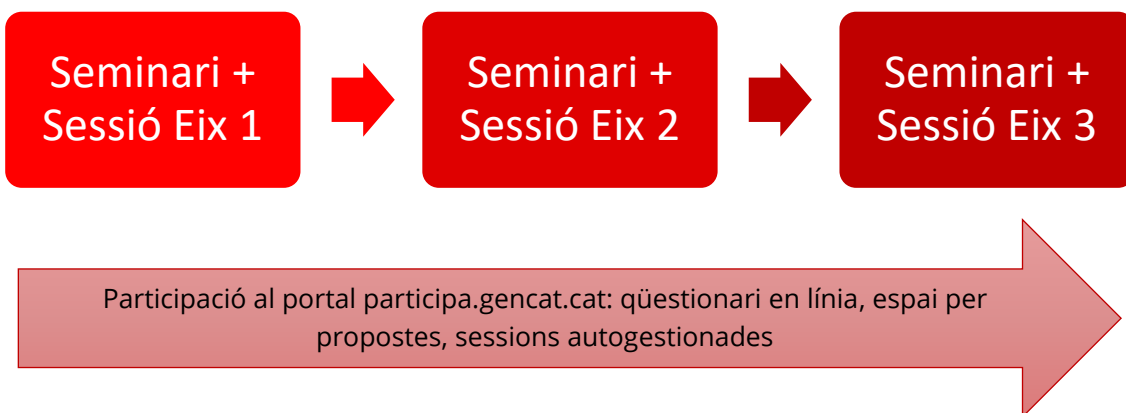 Seminari +
Sessió Eix 1
Seminari +
Sessió Eix 2
Seminari +
Sessió Eix 3
Participació al portal participa.gencat.cat: qüestionari en línia, espai per
propostes, sessions autogestionades